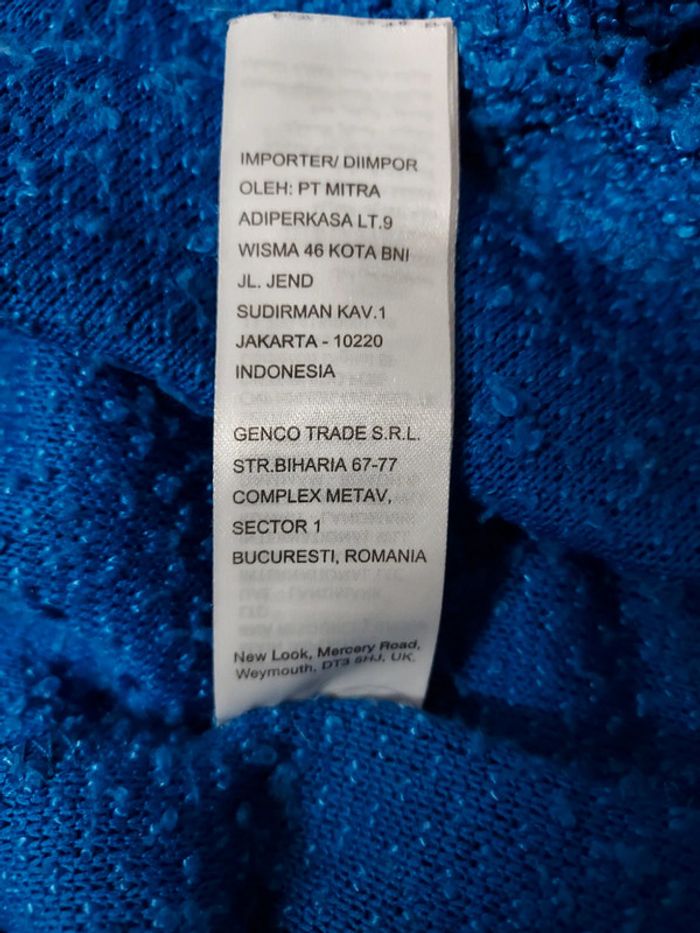 IMPORTER/ DIIMPOR
OLEH: PT MITRA
ADIPERKASA LT.9
WISMA 46 KOTA BNI
JL. JEND
SUDIRMAN KAV.1
JAKARTA - 10220
INDONESIA
GENCO TRADE S.R.L.
STR.BIHARIA 67-77
COMPLEX METAV,
SECTOR 1
BUCURESTI, ROMANIA
New Look, Mercery Road,
Weymouth, DT3 5HJ, UK.